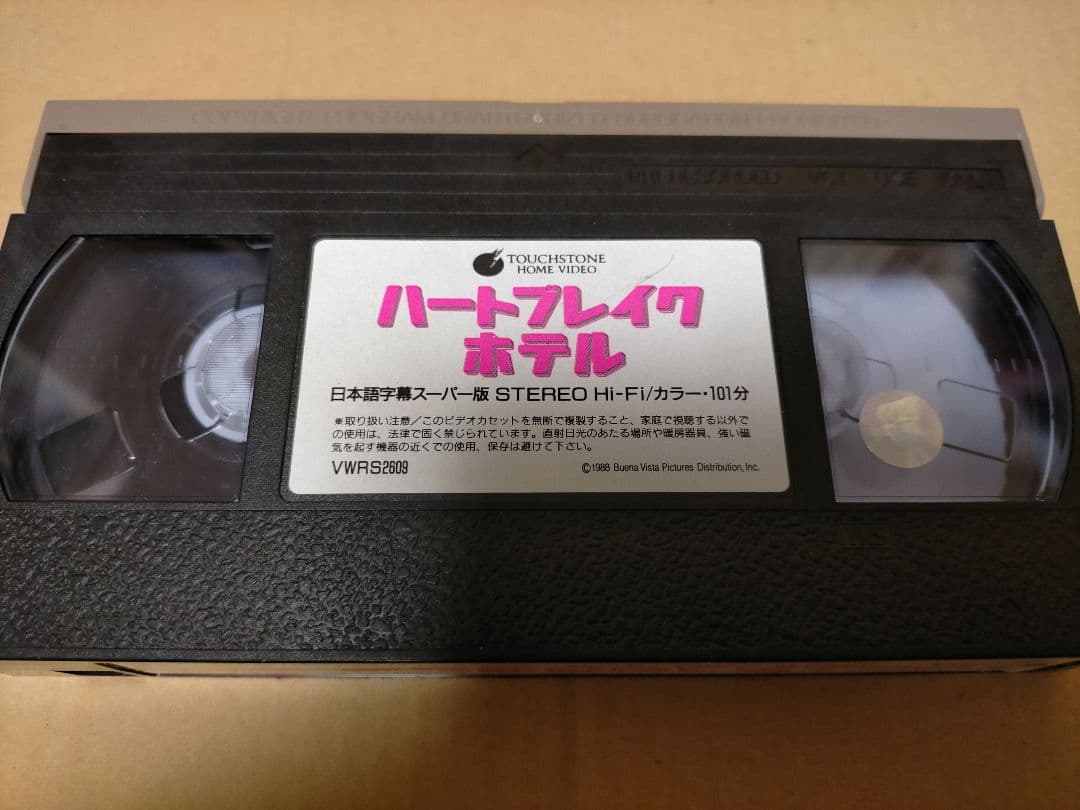 TOUCHSTONE
HOME VIDEO
ハートブレイク
ホテル
日本語字幕スーパー版 STEREO Hi-Fi/カラー・101分
※取り扱い注意/このビデオカセットを無断で複製すること、家庭で視聴する以外で
の使用は、法律で固く禁じられています。直射日光のあたる場所や暖房器具、強い磁
気を起す機器の近くでの使用、保存は避けて下さい。
VWRS2609
©1988 Buena Vista Pictures Distribution, Inc.